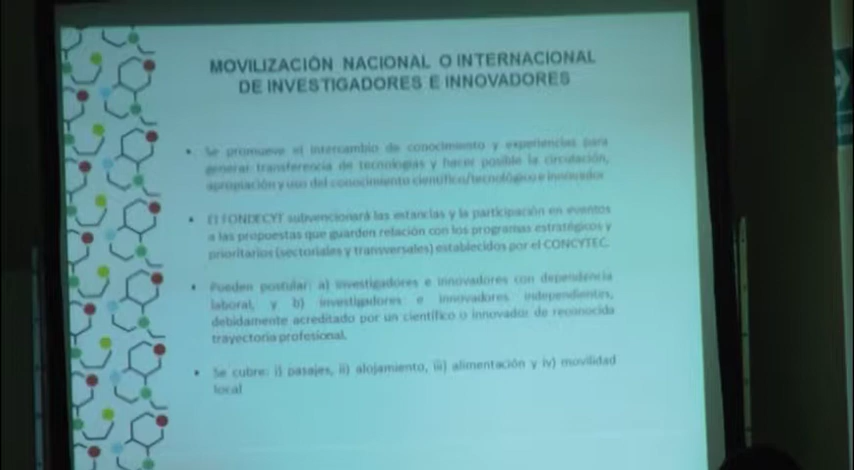 MOVILIZACIÓN NACIONAL O INTERNACIONAL
DE INVESTIGADORES E INNOVADORES
• Se promueve el intercambio de conocimiento y experiencias para
generar transferencia de tecnologías y hacer posible la circulación,
apropiación y uso del conocimiento científico/tecnológico e innovador
• El FONDECYT subvencionará las estancias y la participación en eventos
a las propuestas que guarden relación con los programas estratégicos y
prioritarios (sectoriales y transversales) establecidos por el CONCYTEC.
• Pueden postular: a) investigadores e innovadores con dependencia
laboral, y b) investigadores e innovadores independientes,
debidamente acreditado por un científico o innovador de reconocida
trayectoria profesional.
• Se cubre: i) pasajes, ii) alojamiento, iii) alimentación y iv) movilidad
local